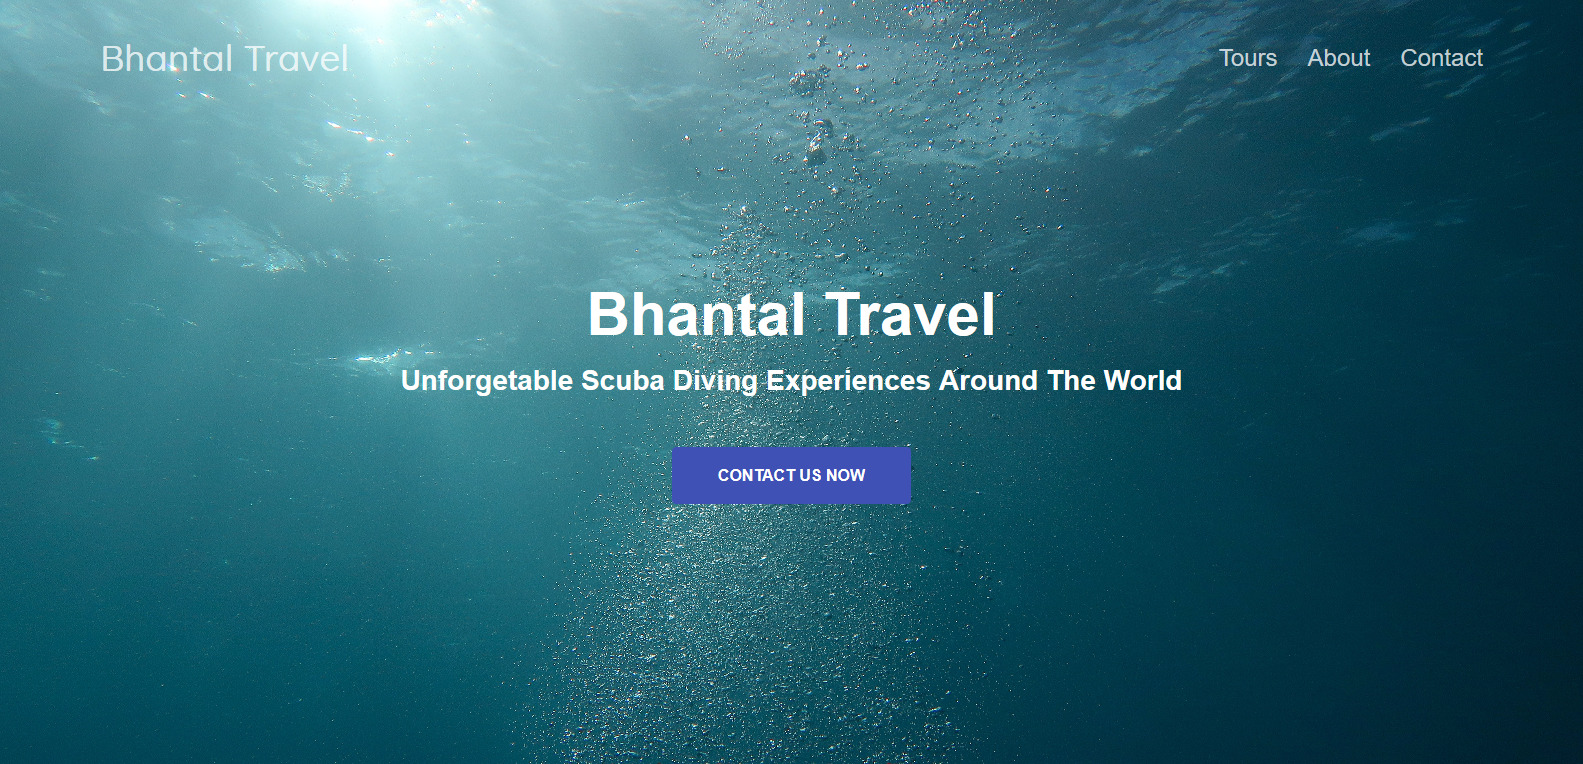 Bhantal Travel
Tours About Contact
Bhantal Travel
Unforgetable Scuba Diving Experiences Around The World
CONTACT US NOW